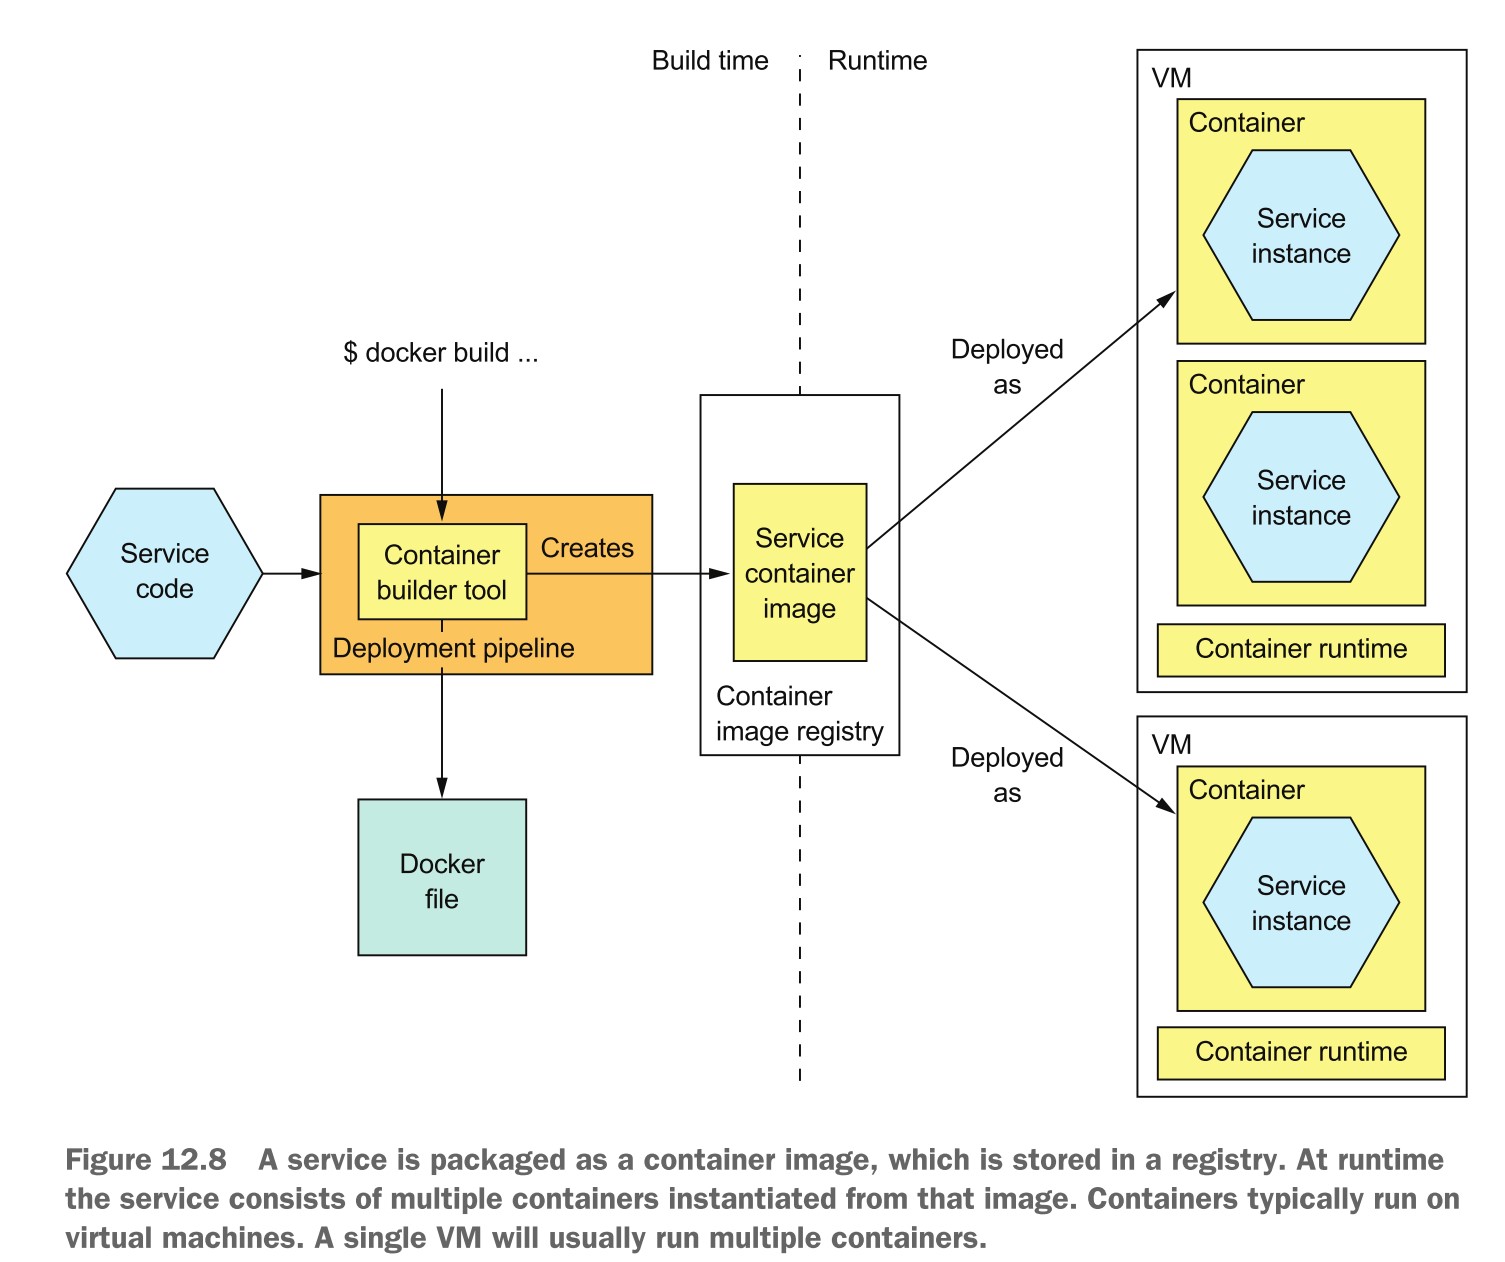 Build time
Runtime
VM
Container
Service
instance
Container
Service
instance
Container runtime
$ docker build ...
Deployed
as
Service
code
Container
builder tool
Creates
Deployment pipeline
Service
container
image
Container
image registry
Docker
file
Deployed
as
VM
Container
Service
instance
Container runtime
Figure 12.8 A service is packaged as a container image, which is stored in a registry. At runtime
the service consists of multiple containers instantiated from that image. Containers typically run on
virtual machines. A single VM will usually run multiple containers.